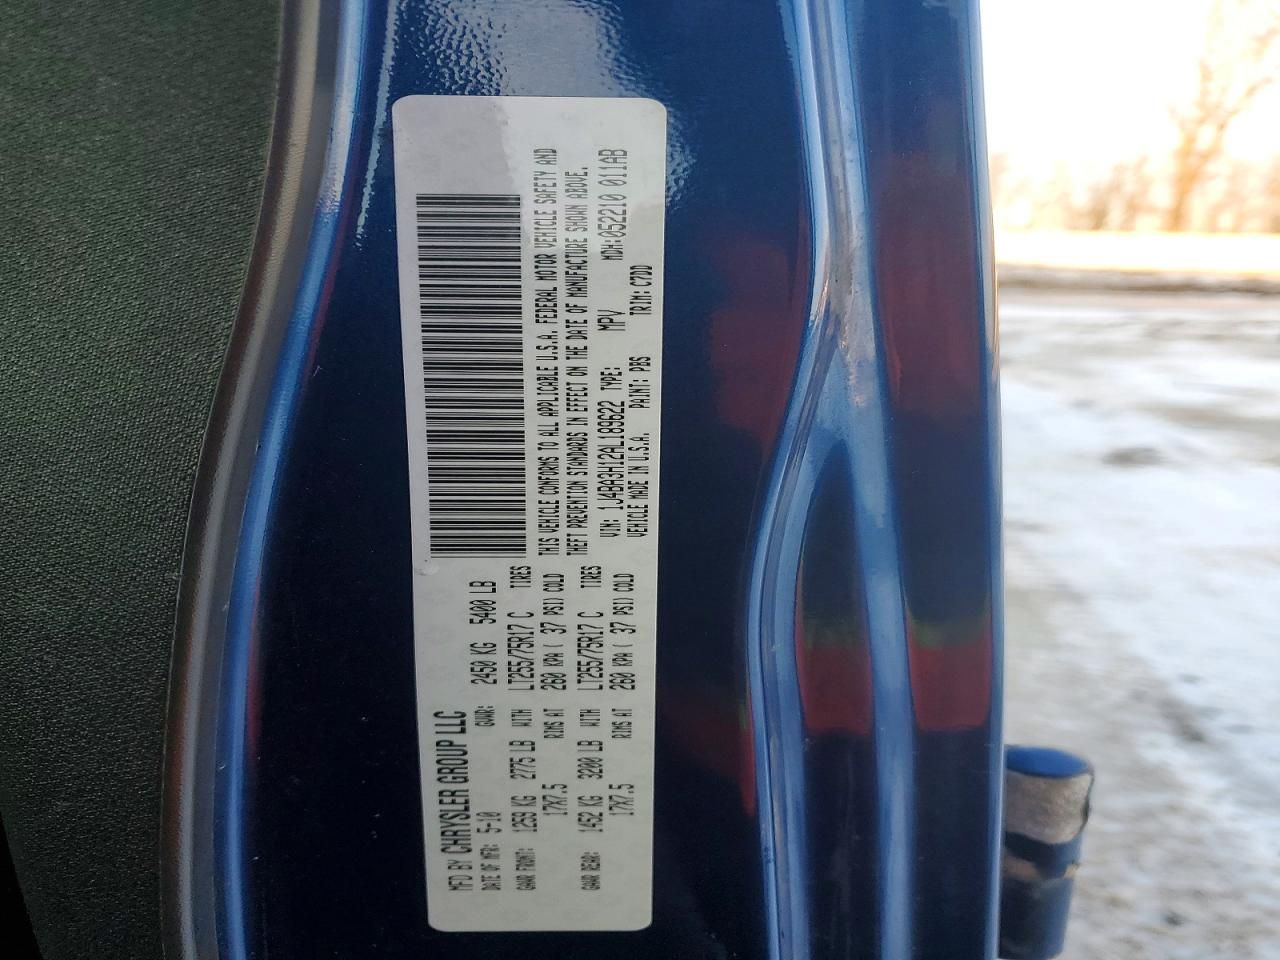 MFD BY CHRYSLER GROUP LLC
DATE OF MFR: 5-10 GVWR: 2450 KG 5400 LB
GAWR FRONT: 1259 KG 2775 LB WITH LT255/75R17 C TIRES
17X7.5 RIMS AT 260 KPA ( 37 PSI) COLD
GAWR REAR: 1452 KG 3200 LB WITH LT255/75R17 C TIRES
17X7.5 RIMS AT 260 KPA ( 37 PSI) COLD
THIS VEHICLE CONFORMS TO ALL APPLICABLE U.S.A. FEDERAL MOTOR VEHICLE SAFETY AND
THEFT PREVENTION STANDARDS IN EFFECT ON THE DATE OF MANUFACTURE SHOWN ABOVE.
VIN: 1J4BA3H12AL189622 TYPE: MPV MDH: 052210 011AB
VEHICLE MADE IN U.S.A. PAINT: PBS TRIM: C7DD